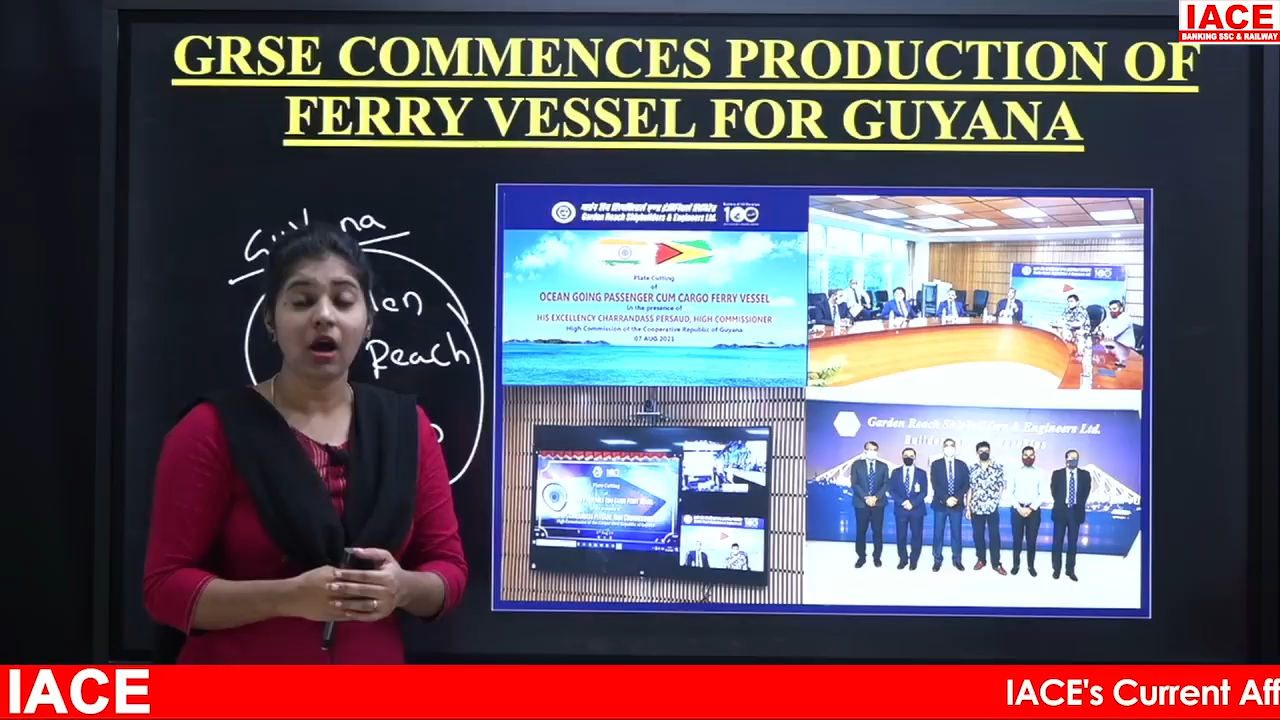 IACE
BANKING SSC & RAILWAY
GRSE COMMENCES PRODUCTION OF
FERRY VESSEL FOR GUYANA
Reach
Garden Reach Shipbuilders & Engineers Ltd.
100
Plate Cutting
of
OCEAN GOING PASSENGER CUM CARGO FERRY VESSEL
in the presence of
HIS EXCELLENCY CHARRANDASS PERSAUD, HIGH COMMISSIONER
High Commission of the Cooperative Republic of Guyana
07 AUG 2021
Plate Cutting
Garden Reach Shipbuilders & Engineers Ltd.
IACE
IACE's Current Aff